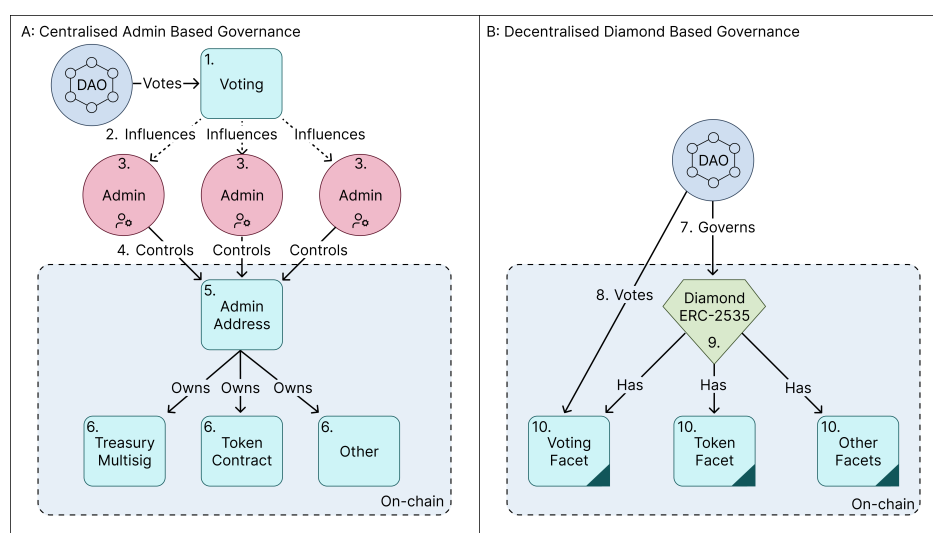 A: Centralised Admin Based Governance
DAO
Votes
1.
Voting
2. Influences
Influences
Influences
3.
Admin
3.
Admin
3.
Admin
4. Controls
Controls
Controls
5.
Admin
Address
Owns
Owns
Owns
6.
Treasury
Multisig
6.
Token
Contract
6.
Other
On-chain
B: Decentralised Diamond Based Governance
DAO
7. Governs
8. Votes
Diamond
ERC-2535
9.
Has
Has
Has
10.
Voting
Facet
10.
Token
Facet
10.
Other
Facets
On-chain